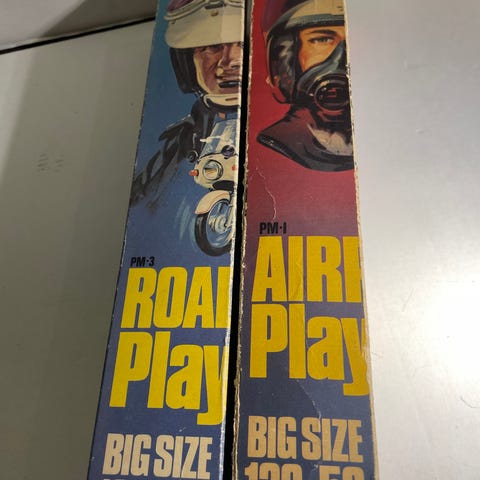 PM-3
ROAI
Play
BIG SIZE
PM-1
AIRI
Play
BIG SIZE